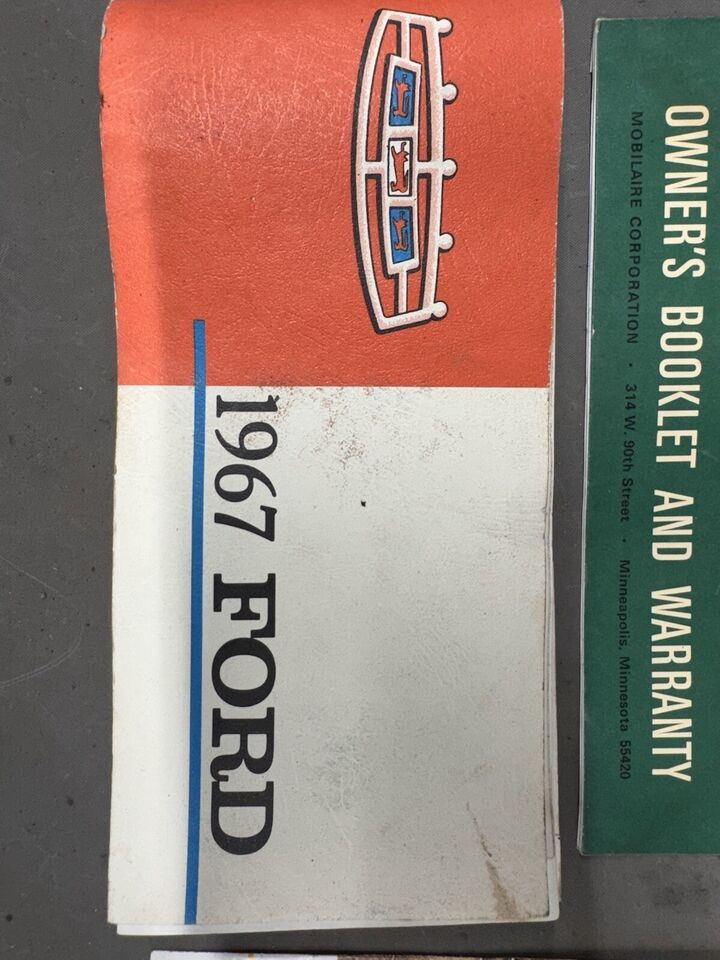 1967 FORD
OWNER'S BOOKLET AND WARRANTY
MOBILAIRE CORPORATION • 314 W. 90th Street • Minneapolis, Minnesota 55420